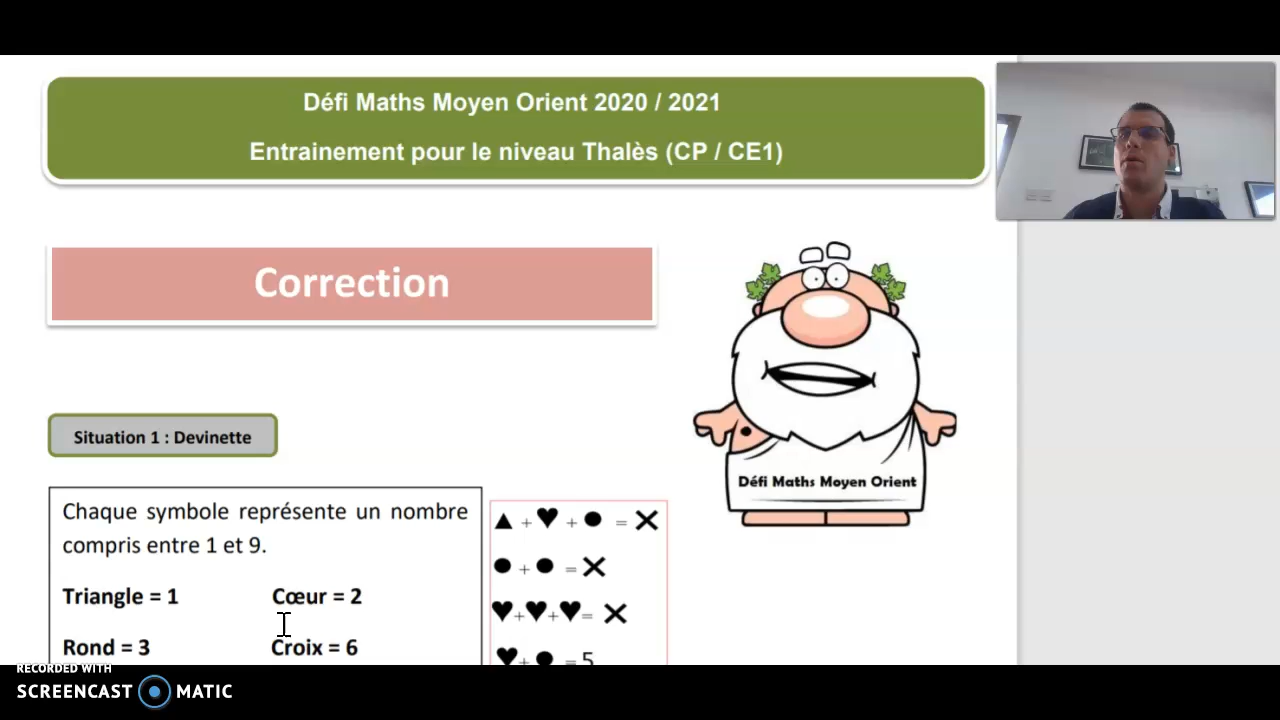 Défi Maths Moyen Orient 2020 / 2021
Entrainement pour le niveau Thalès (CP / CE1)
Correction
Situation 1 : Devinette
Chaque symbole représente un nombre
compris entre 1 et 9.
Triangle = 1 Cœur = 2
Rond = 3 Croix = 6
▲ + ♥ + ● = ✕
● + ● = ✕
♥ + ♥ + ♥ = ✕
♥ + ● = 5
Défi Maths Moyen Orient
RECORDED WITH
SCREENCAST MATIC